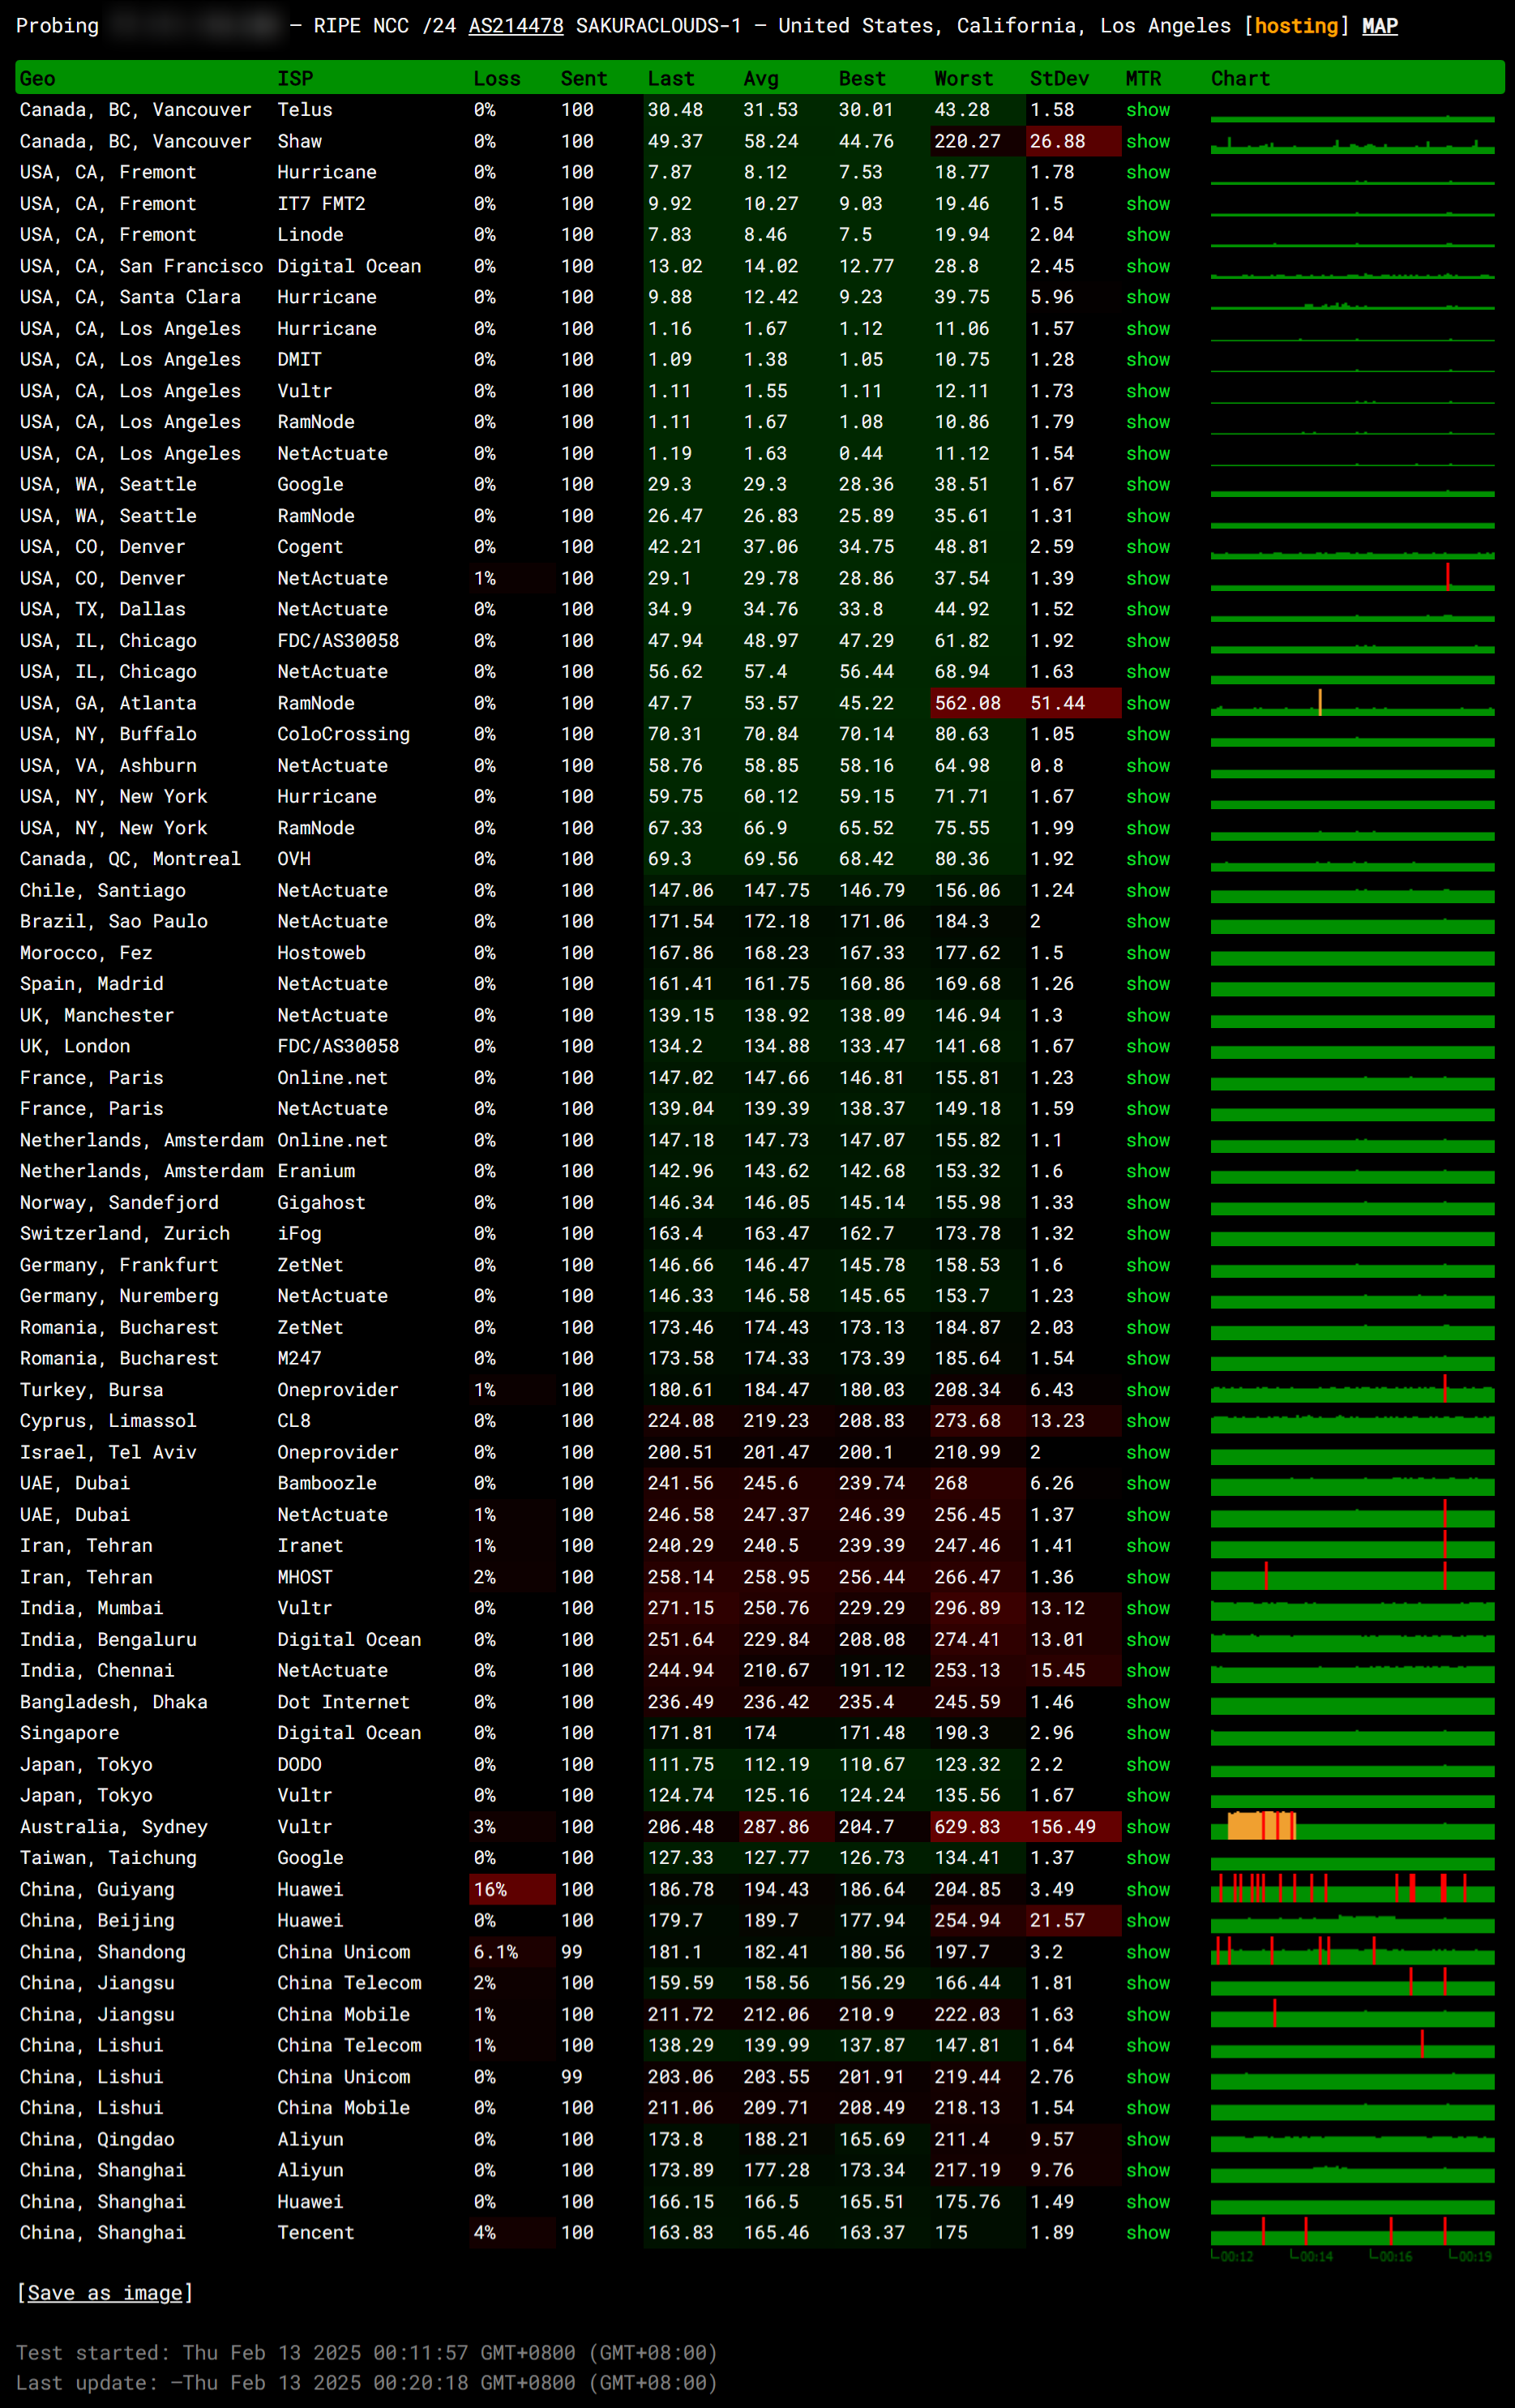 Probing — RIPE NCC /24 AS214478 SAKURACLOUDS-1 — United States, California, Los Angeles [hosting] MAP
Geo ISP Loss Sent Last Avg Best Worst StDev MTR Chart
Canada, BC, Vancouver Telus 0% 100 30.48 31.53 30.01 43.28 1.58 show
Canada, BC, Vancouver Shaw 0% 100 49.37 58.24 44.76 220.27 26.88 show
USA, CA, Fremont Hurricane 0% 100 7.87 8.12 7.53 18.77 1.78 show
USA, CA, Fremont IT7 FMT2 0% 100 9.92 10.27 9.03 19.46 1.5 show
USA, CA, Fremont Linode 0% 100 7.83 8.46 7.5 19.94 2.04 show
USA, CA, San Francisco Digital Ocean 0% 100 13.02 14.02 12.77 28.8 2.45 show
USA, CA, Santa Clara Hurricane 0% 100 9.88 12.42 9.23 39.75 5.96 show
USA, CA, Los Angeles Hurricane 0% 100 1.16 1.67 1.12 11.06 1.57 show
USA, CA, Los Angeles DMIT 0% 100 1.09 1.38 1.05 10.75 1.28 show
USA, CA, Los Angeles Vultr 0% 100 1.11 1.55 1.11 12.11 1.73 show
USA, CA, Los Angeles RamNode 0% 100 1.11 1.67 1.08 10.86 1.79 show
USA, CA, Los Angeles NetActuate 0% 100 1.19 1.63 0.44 11.12 1.54 show
USA, WA, Seattle Google 0% 100 29.3 29.3 28.36 38.51 1.67 show
USA, WA, Seattle RamNode 0% 100 26.47 26.83 25.89 35.61 1.31 show
USA, CO, Denver Cogent 0% 100 42.21 37.06 34.75 48.81 2.59 show
USA, CO, Denver NetActuate 1% 100 29.1 29.78 28.86 37.54 1.39 show
USA, TX, Dallas NetActuate 0% 100 34.9 34.76 33.8 44.92 1.52 show
USA, IL, Chicago FDC/AS30058 0% 100 47.94 48.97 47.29 61.82 1.92 show
USA, IL, Chicago NetActuate 0% 100 56.62 57.4 56.44 68.94 1.63 show
USA, GA, Atlanta RamNode 0% 100 47.7 53.57 45.22 562.08 51.44 show
USA, NY, Buffalo ColoCrossing 0% 100 70.31 70.84 70.14 80.63 1.05 show
USA, VA, Ashburn NetActuate 0% 100 58.76 58.85 58.16 64.98 0.8 show
USA, NY, New York Hurricane 0% 100 59.75 60.12 59.15 71.71 1.67 show
USA, NY, New York RamNode 0% 100 67.33 66.9 65.52 75.55 1.99 show
Canada, QC, Montreal OVH 0% 100 69.3 69.56 68.42 80.36 1.92 show
Chile, Santiago NetActuate 0% 100 147.06 147.75 146.79 156.06 1.24 show
Brazil, Sao Paulo NetActuate 0% 100 171.54 172.18 171.06 184.3 2 show
Morocco, Fez Hostoweb 0% 100 167.86 168.23 167.33 177.62 1.5 show
Spain, Madrid NetActuate 0% 100 161.41 161.75 160.86 169.68 1.26 show
UK, Manchester NetActuate 0% 100 139.15 138.92 138.09 146.94 1.3 show
UK, London FDC/AS30058 0% 100 134.2 134.88 133.47 141.68 1.67 show
France, Paris Online.net 0% 100 147.02 147.66 146.81 155.81 1.23 show
France, Paris NetActuate 0% 100 139.04 139.39 138.37 149.18 1.59 show
Netherlands, Amsterdam Online.net 0% 100 147.18 147.73 147.07 155.82 1.1 show
Netherlands, Amsterdam Eranium 0% 100 142.96 143.62 142.68 153.32 1.6 show
Norway, Sandefjord Gigahost 0% 100 146.34 146.05 145.14 155.98 1.33 show
Switzerland, Zurich iFog 0% 100 163.4 163.47 162.7 173.78 1.32 show
Germany, Frankfurt ZetNet 0% 100 146.66 146.47 145.78 158.53 1.6 show
Germany, Nuremberg NetActuate 0% 100 146.33 146.58 145.65 153.7 1.23 show
Romania, Bucharest ZetNet 0% 100 173.46 174.43 173.13 184.87 2.03 show
Romania, Bucharest M247 0% 100 173.58 174.33 173.39 185.64 1.54 show
Turkey, Bursa Oneprovider 1% 100 180.61 184.47 180.03 208.34 6.43 show
Cyprus, Limassol CL8 0% 100 224.08 219.23 208.83 273.68 13.23 show
Israel, Tel Aviv Oneprovider 0% 100 200.51 201.47 200.1 210.99 2 show
UAE, Dubai Bamboozle 0% 100 241.56 245.6 239.74 268 6.26 show
UAE, Dubai NetActuate 1% 100 246.58 247.37 246.39 256.45 1.37 show
Iran, Tehran Iranet 1% 100 240.29 240.5 239.39 247.46 1.41 show
Iran, Tehran MHOST 2% 100 258.14 258.95 256.44 266.47 1.36 show
India, Mumbai Vultr 0% 100 271.15 250.76 229.29 296.89 13.12 show
India, Bengaluru Digital Ocean 0% 100 251.64 229.84 208.08 274.41 13.01 show
India, Chennai NetActuate 0% 100 244.94 210.67 191.12 253.13 15.45 show
Bangladesh, Dhaka Dot Internet 0% 100 236.49 236.42 235.4 245.59 1.46 show
Singapore Digital Ocean 0% 100 171.81 174 171.48 190.3 2.96 show
Japan, Tokyo DODO 0% 100 111.75 112.19 110.67 123.32 2.2 show
Japan, Tokyo Vultr 0% 100 124.74 125.16 124.24 135.56 1.67 show
Australia, Sydney Vultr 3% 100 206.48 287.86 204.7 629.83 156.49 show
Taiwan, Taichung Google 0% 100 127.33 127.77 126.73 134.41 1.37 show
China, Guiyang Huawei 16% 100 186.78 194.43 186.64 204.85 3.49 show
China, Beijing Huawei 0% 100 179.7 189.7 177.94 254.94 21.57 show
China, Shandong China Unicom 6.1% 99 181.1 182.41 180.56 197.7 3.2 show
China, Jiangsu China Telecom 2% 100 159.59 158.56 156.29 166.44 1.81 show
China, Jiangsu China Mobile 1% 100 211.72 212.06 210.9 222.03 1.63 show
China, Lishui China Telecom 1% 100 138.29 139.99 137.87 147.81 1.64 show
China, Lishui China Unicom 0% 99 203.06 203.55 201.91 219.44 2.76 show
China, Lishui China Mobile 0% 100 211.06 209.71 208.49 218.13 1.54 show
China, Qingdao Aliyun 0% 100 173.8 188.21 165.69 211.4 9.57 show
China, Shanghai Aliyun 0% 100 173.89 177.28 173.34 217.19 9.76 show
China, Shanghai Huawei 0% 100 166.15 166.5 165.51 175.76 1.49 show
China, Shanghai Tencent 4% 100 163.83 165.46 163.37 175 1.89 show
00:12 00:14 00:16 00:19
[Save as image]
Test started: Thu Feb 13 2025 00:11:57 GMT+0800 (GMT+08:00)
Last update: —Thu Feb 13 2025 00:20:18 GMT+0800 (GMT+08:00)